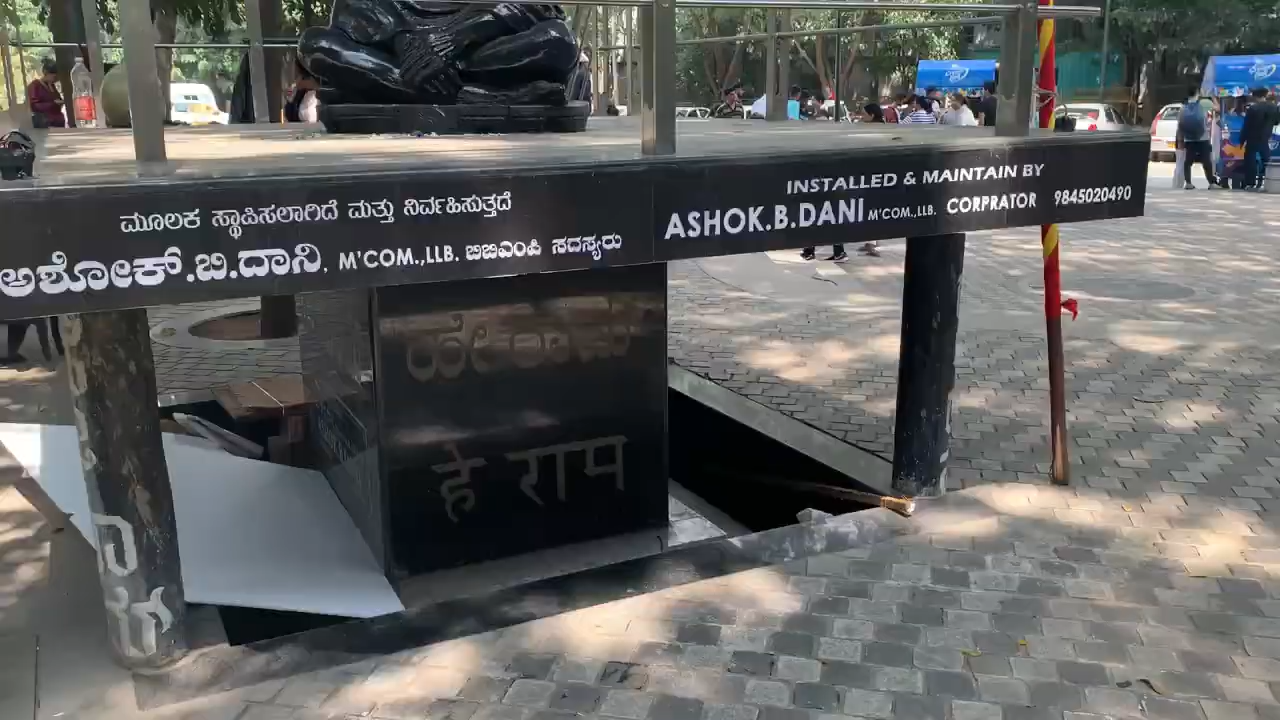 ಮೂಲಕ ಸ್ಥಾಪಿಸಲಾಗಿದೆ ಮತ್ತು ನಿರ್ವಹಿಸುತ್ತದೆ
ಅಶೋಕ್.ಬಿ.ದಾನಿ, M'COM.,LLB. ಬಿಬಿಎಂಪಿ ಸದಸ್ಯರು
INSTALLED & MAINTAIN BY
ASHOK.B.DANI M'COM.,LLB. CORPRATOR 9845020490
ಹೇರಾಮ್
हे राम